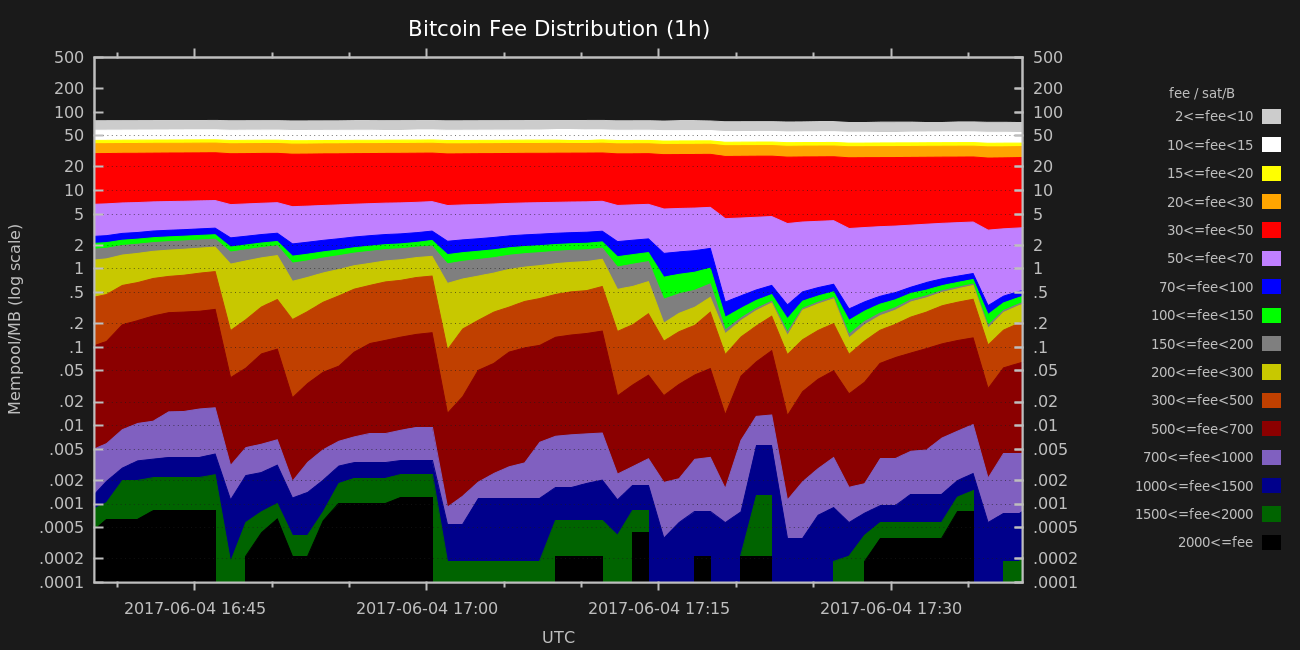 Bitcoin Fee Distribution (1h)
500
200
100
50
20
10
5
2
1
.5
.2
.1
.05
.02
.01
.005
.002
.001
.0005
.0002
.0001
Mempool/MB (log scale)
500
200
100
50
20
10
5
2
1
.5
.2
.1
.05
.02
.01
.005
.002
.001
.0005
.0002
.0001
2017-06-04 16:45
2017-06-04 17:00
2017-06-04 17:15
2017-06-04 17:30
UTC
fee / sat/B
2<=fee<10
10<=fee<15
15<=fee<20
20<=fee<30
30<=fee<50
50<=fee<70
70<=fee<100
100<=fee<150
150<=fee<200
200<=fee<300
300<=fee<500
500<=fee<700
700<=fee<1000
1000<=fee<1500
1500<=fee<2000
2000<=fee